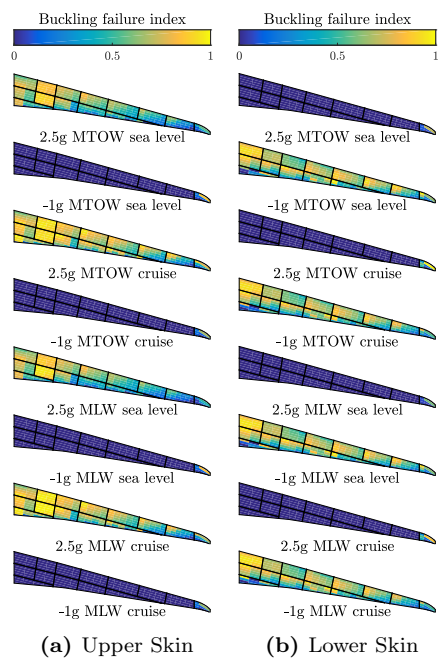 Buckling failure index
0 0.5 1
2.5g MTOW sea level
-1g MTOW sea level
2.5g MTOW cruise
-1g MTOW cruise
2.5g MLW sea level
-1g MLW sea level
2.5g MLW cruise
-1g MLW cruise
(a) Upper Skin
Buckling failure index
0 0.5 1
2.5g MTOW sea level
-1g MTOW sea level
2.5g MTOW cruise
-1g MTOW cruise
2.5g MLW sea level
-1g MLW sea level
2.5g MLW cruise
-1g MLW cruise
(b) Lower Skin